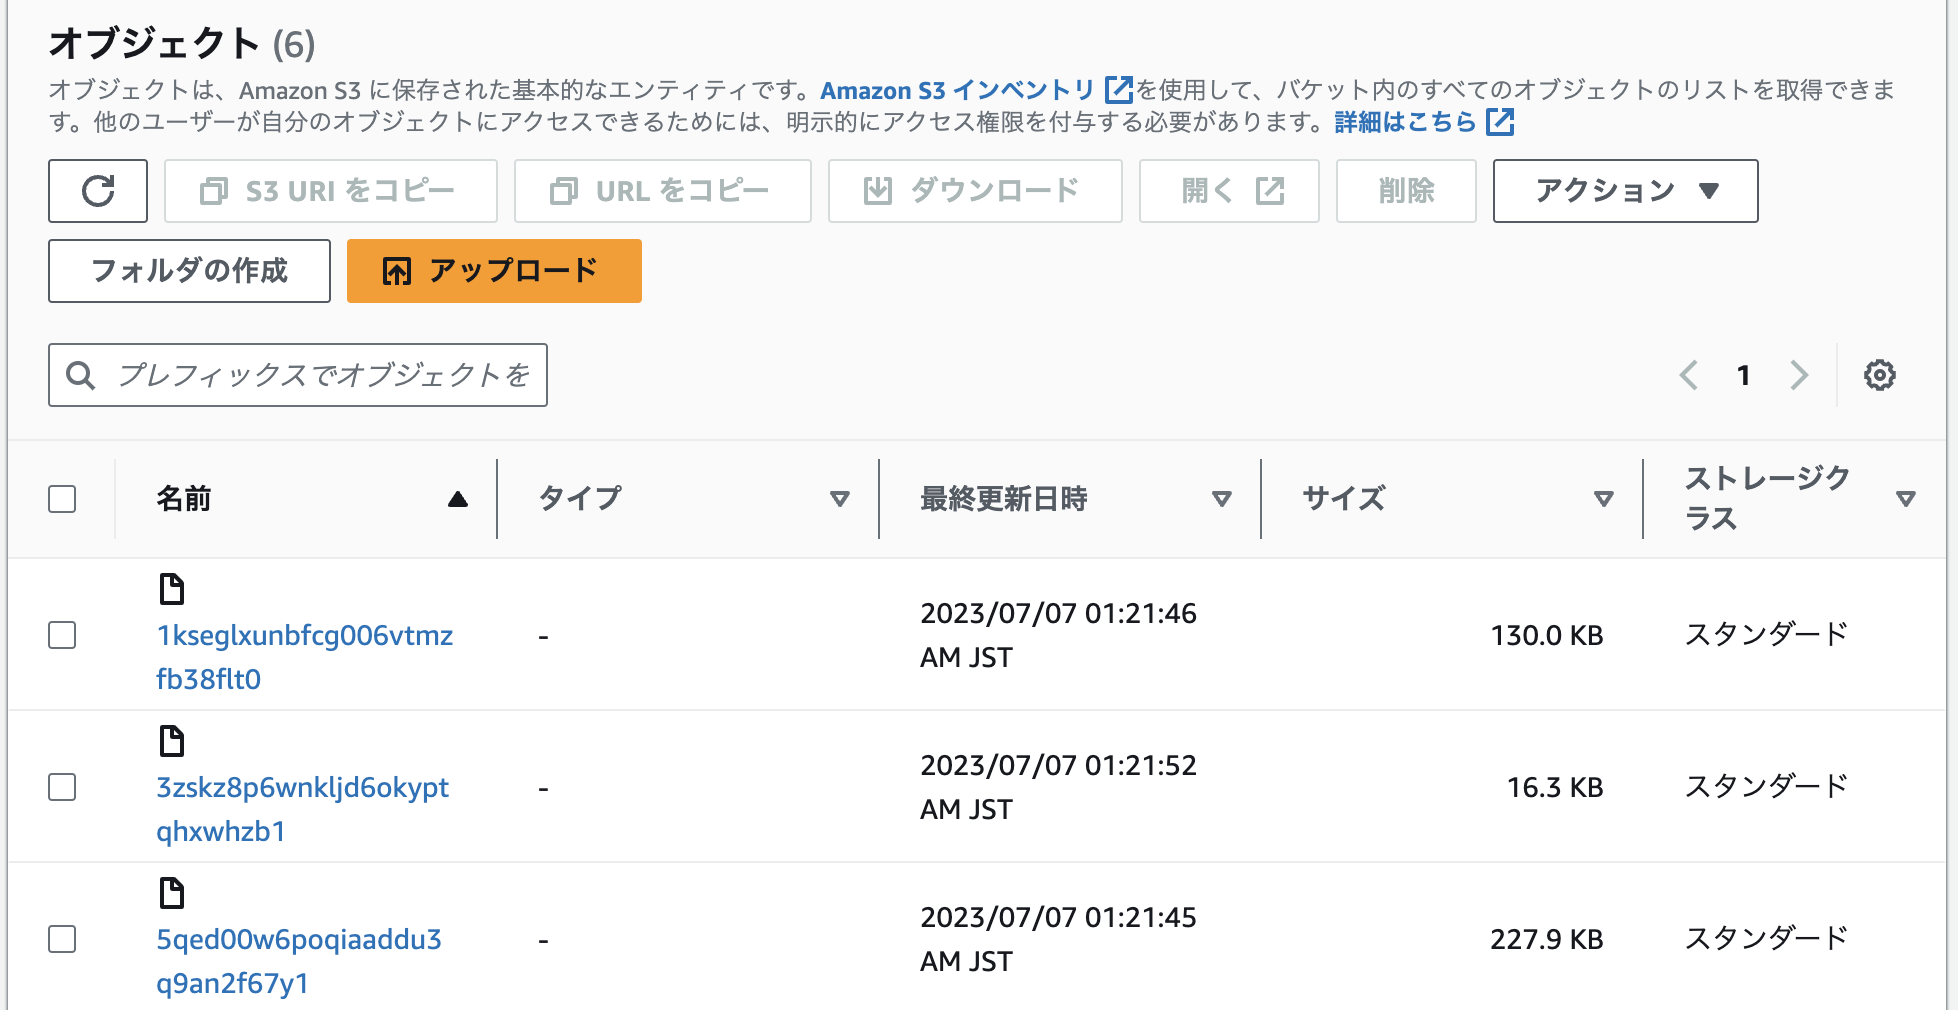 オブジェクト (6)
オブジェクトは、Amazon S3 に保存された基本的なエンティティです。Amazon S3 インベントリ を使用して、バケット内のすべてのオブジェクトのリストを取得できま
す。他のユーザーが自分のオブジェクトにアクセスできるためには、明示的にアクセス権限を付与する必要があります。詳細はこちら
S3 URI をコピー URL をコピー ダウンロード 開く 削除 アクション
フォルダの作成 アップロード
プレフィックスでオブジェクトを
1
名前 タイプ 最終更新日時 サイズ ストレージク
ラス
1kseglxunbfcg006vtmz
fb38flt0
-
2023/07/07 01:21:46
AM JST
130.0 KB
スタンダード
3zskz8p6wnkljd6okypt
qhxwhzb1
-
2023/07/07 01:21:52
AM JST
16.3 KB
スタンダード
5qed00w6poqiaaddu3
q9an2f67y1
-
2023/07/07 01:21:45
AM JST
227.9 KB
スタンダード